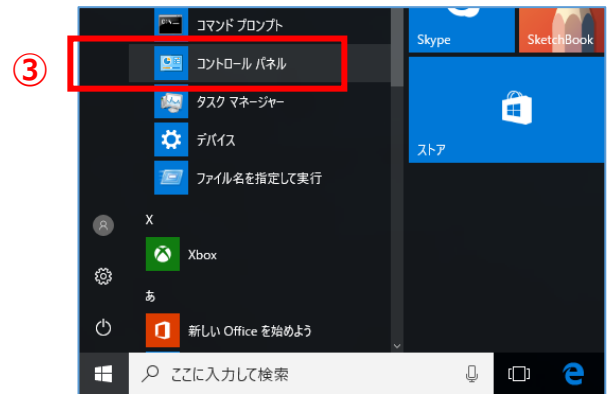 コマンド プロンプト
Skype
SketchBook
③
コントロール パネル
タスク マネージャー
デバイス
ストア
ファイル名を指定して実行
X
Xbox
あ
新しい Office を始めよう
ここに入力して検索